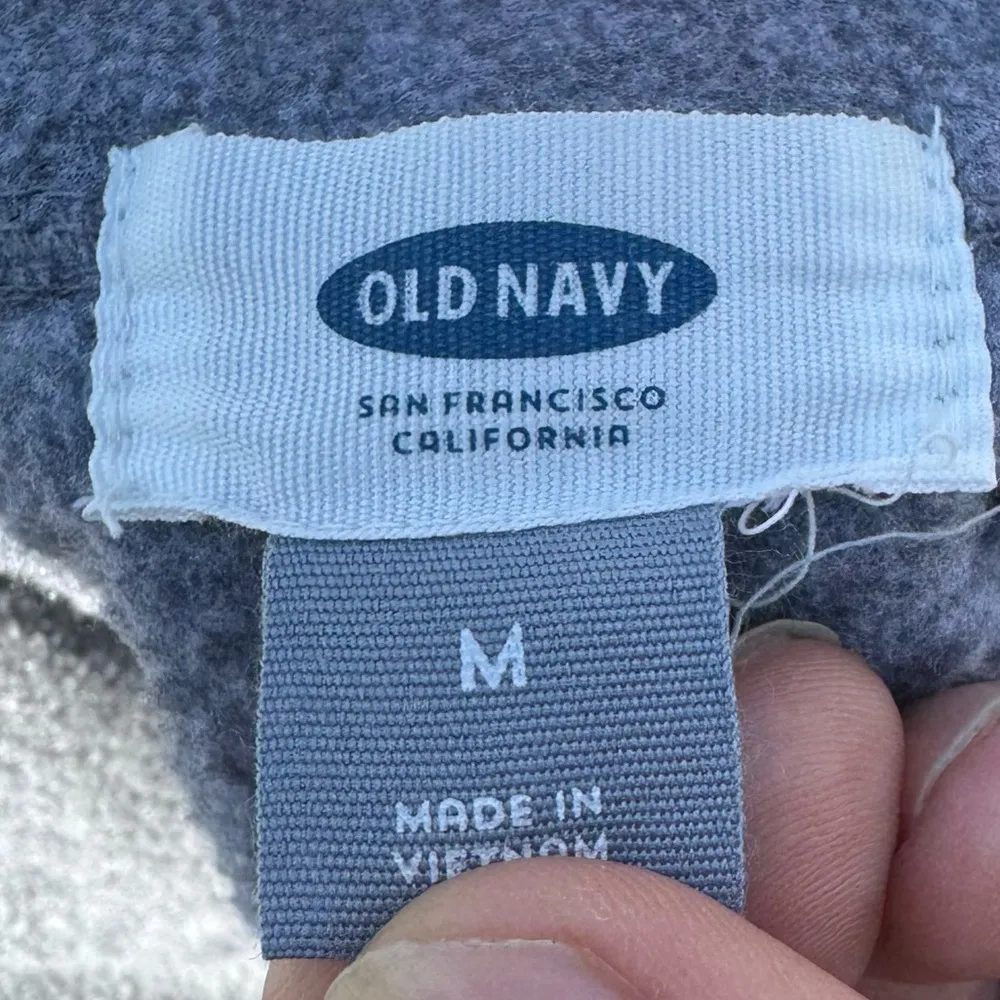 OLD NAVY
SAN FRANCISCO
CALIFORNIA
M
MADE IN
VIETNAM